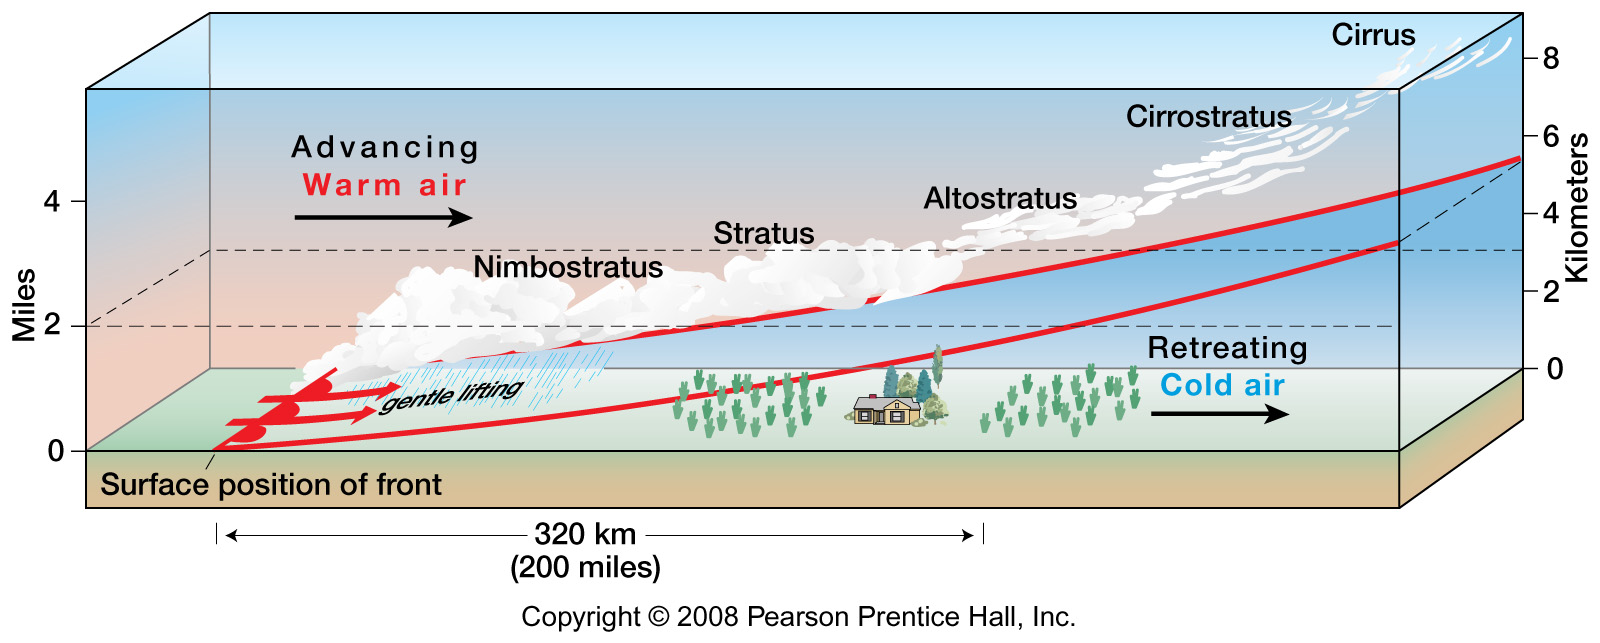 Cirrus
8
Cirrostratus
6
Advancing
Warm air
Kilometers
4
Altostratus
4
Stratus
Nimbostratus
2
Miles
2
Retreating
Cold air
0
gentle lifting
0
Surface position of front
320 km
(200 miles)
Copyright © 2008 Pearson Prentice Hall, Inc.